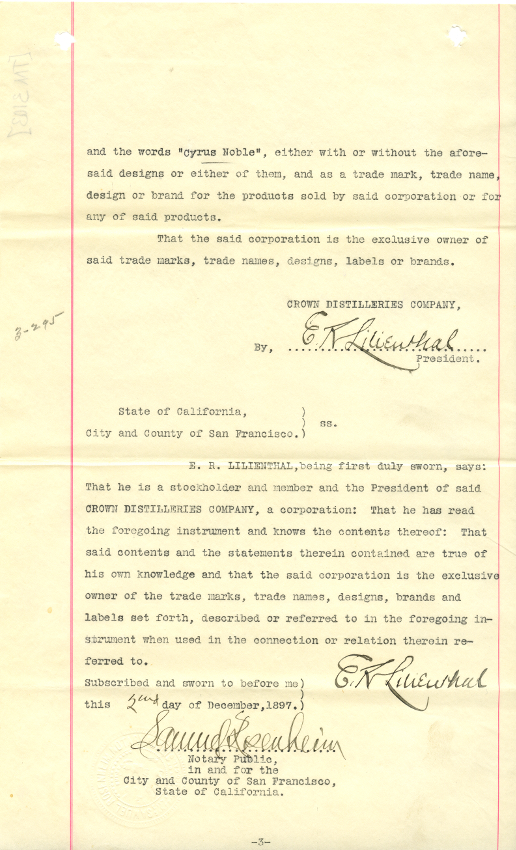 [TM 3103]
and the words "Cyrus Noble", either with or without the afore-
said designs or either of them, and as a trade mark, trade name,
design or brand for the products sold by said corporation or for
any of said products.
That the said corporation is the exclusive owner of
said trade marks, trade names, designs, labels or brands.
CROWN DISTILLERIES COMPANY,
3-245
By, E R Lilienthal
President.
State of California, )
) ss.
City and County of San Francisco.)
E. R. LILIENTHAL,being first duly sworn, says:
That he is a stockholder and member and the President of said
CROWN DISTILLERIES COMPANY, a corporation: That he has read
the foregoing instrument and knows the contents thereof: That
said contents and the statements therein contained are true of
his own knowledge and that the said corporation is the exclusive
owner of the trade marks, trade names, designs, brands and
labels set forth, described or referred to in the foregoing in-
strument when used in the connection or relation therein re-
ferred to.
E R Lilienthal
Subscribed and sworn to before me)
)
this 2nd day of December,1897.)
Samuel Rosenheim
Notary Public,
in and for the
City and County of San Francisco,
State of California.
-3-